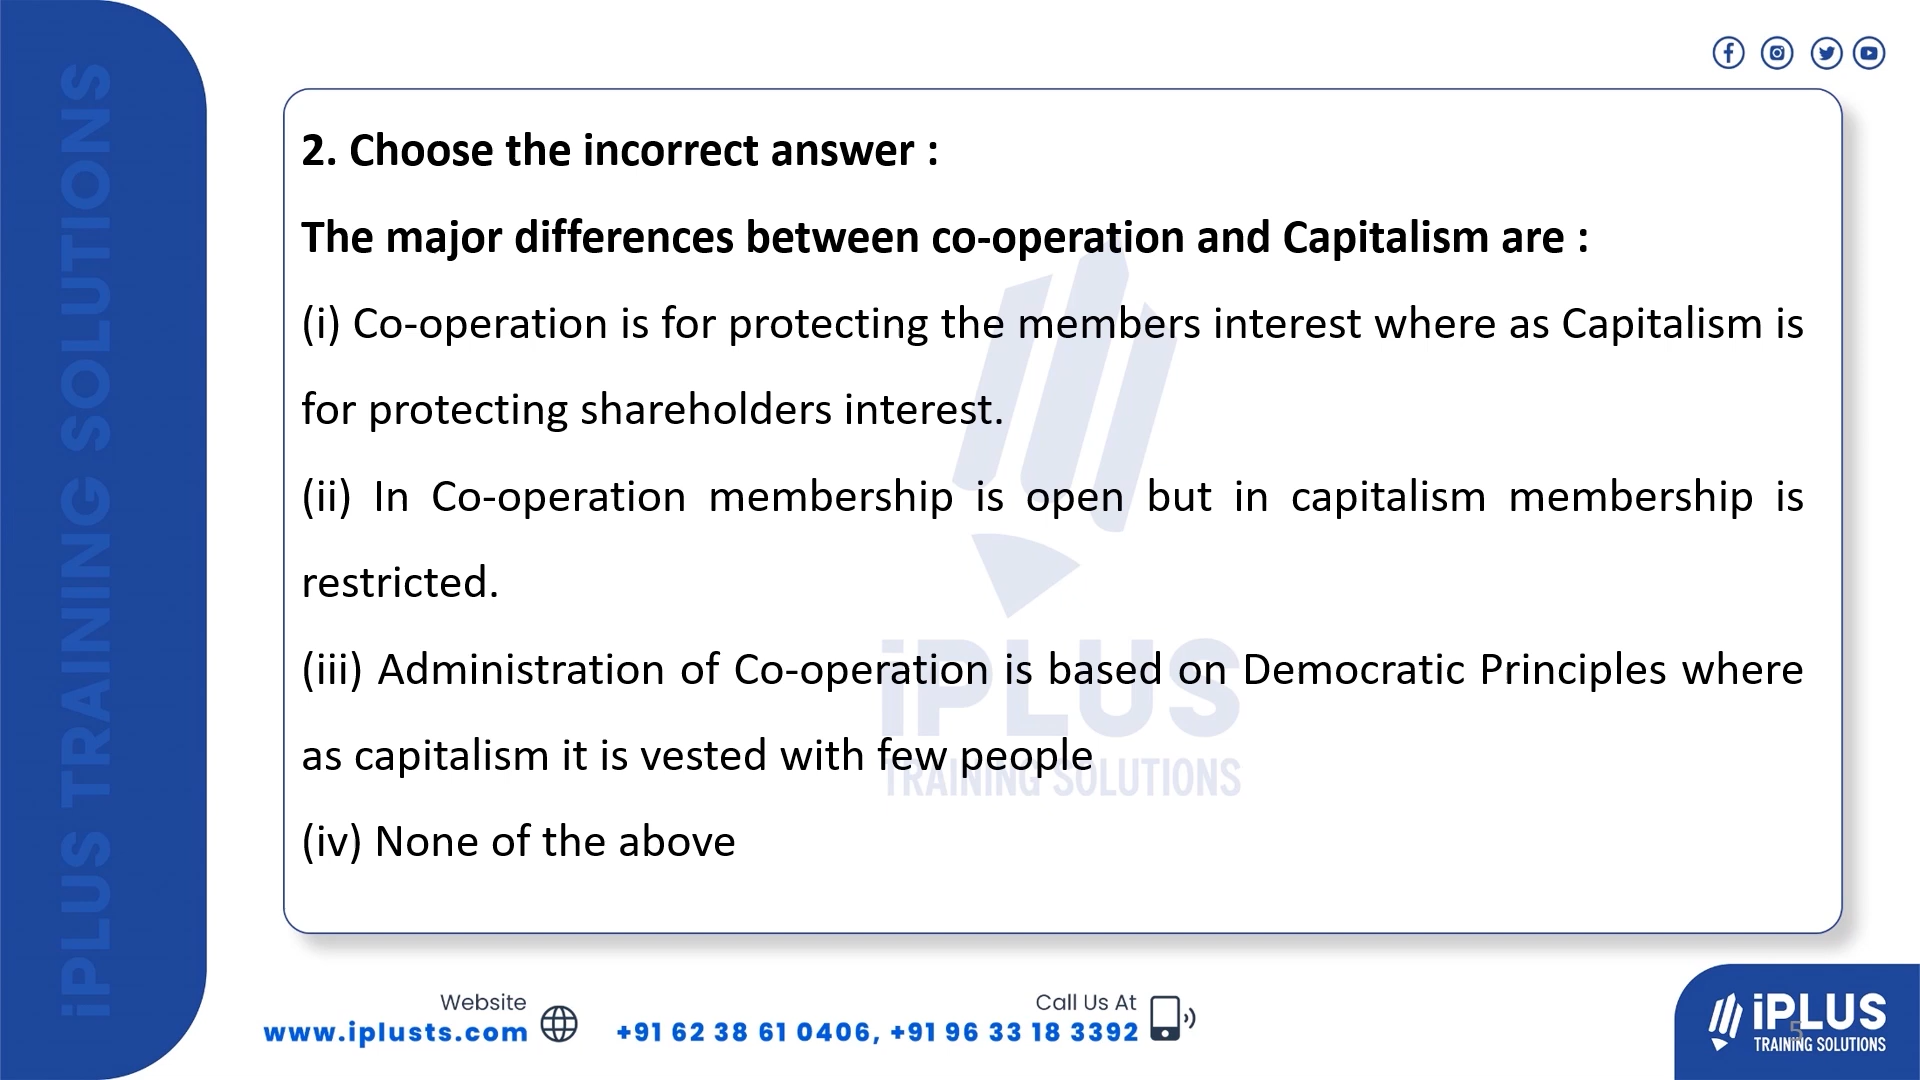 iPLUS TRAINING SOLUTIONS
2. Choose the incorrect answer :
The major differences between co-operation and Capitalism are :
(i) Co-operation is for protecting the members interest where as Capitalism is
for protecting shareholders interest.
(ii) In Co-operation membership is open but in capitalism membership is
restricted.
(iii) Administration of Co-operation is based on Democratic Principles where
as capitalism it is vested with few people
(iv) None of the above
iPLUS
TRAINING SOLUTIONS
Website
www.iplusts.com
Call Us At
+91 62 38 61 0406, +91 96 33 18 3392
iPLUS
TRAINING SOLUTIONS
5